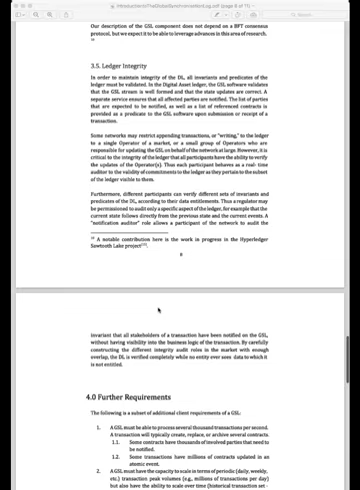 IntroductionToTheGlobalSynchronizationLog.pdf (page 8 of 11)
Search
Our description of the GSL component does not depend on a BFT consensus
protocol, but we expect to be able to leverage advances in this area of research.
10
3.5. Ledger Integrity
In order to maintain integrity of the DL, all invariants and predicates of the
ledger must be validated. In the Digital Asset ledger, the GSL software validates
that the GSL stream is well formed and that the state updates are correct. A
separate service ensures that all affected parties are notified. The list of parties
that are expected to be notified, as well as a list of referenced contracts is
provided as a predicate to the GSL software upon submission or receipt of a
transaction.
Some networks may restrict appending transactions, or "writing," to the ledger
to a single Operator of a market, or a small group of Operators who are
responsible for updating the GSL on behalf of the network at large. However, it is
critical to the integrity of the ledger that all participants have the ability to verify
the updates of the Operator(s). Thus each participant behaves as a real-time
auditor to the validity of commitments to the ledger as they pertain to the subset
of the ledger visible to them.
Furthermore, different participants can verify different sets of invariants and
predicates of the DL, according to their data entitlements. Thus a regulator may
be permissioned to audit only a specific aspect of the ledger, for example that the
current state follows directly from the previous state and the current events. A
"notification auditor" role allows a participant of the network to audit the
10 A notable contribution here is the work in progress in the Hyperledger
Sawtooth Lake project
8
invariant that all stakeholders of a transaction have been notified on the GSL,
without having visibility into the business logic of the transaction. By carefully
constructing the different integrity audit roles in the market with enough
overlap, the DL is verified completely while no entity ever sees data to which it
is not entitled.
4.0 Further Requirements
The following is a subset of additional client requirements of a GSL:
1. A GSL must be able to process several thousand transactions per second.
A transaction will typically create, replace, or archive several contracts.
1.1. Some contracts have thousands of involved parties that need to
be notified.
1.2. Some transactions have millions of contracts updated in an
atomic event.
2. A GSL must have the capacity to scale in terms of periodic (daily, weekly,
etc.) transaction peak volumes (e.g., millions of transactions per day)
but also have the ability to scale over time (historical transaction set -